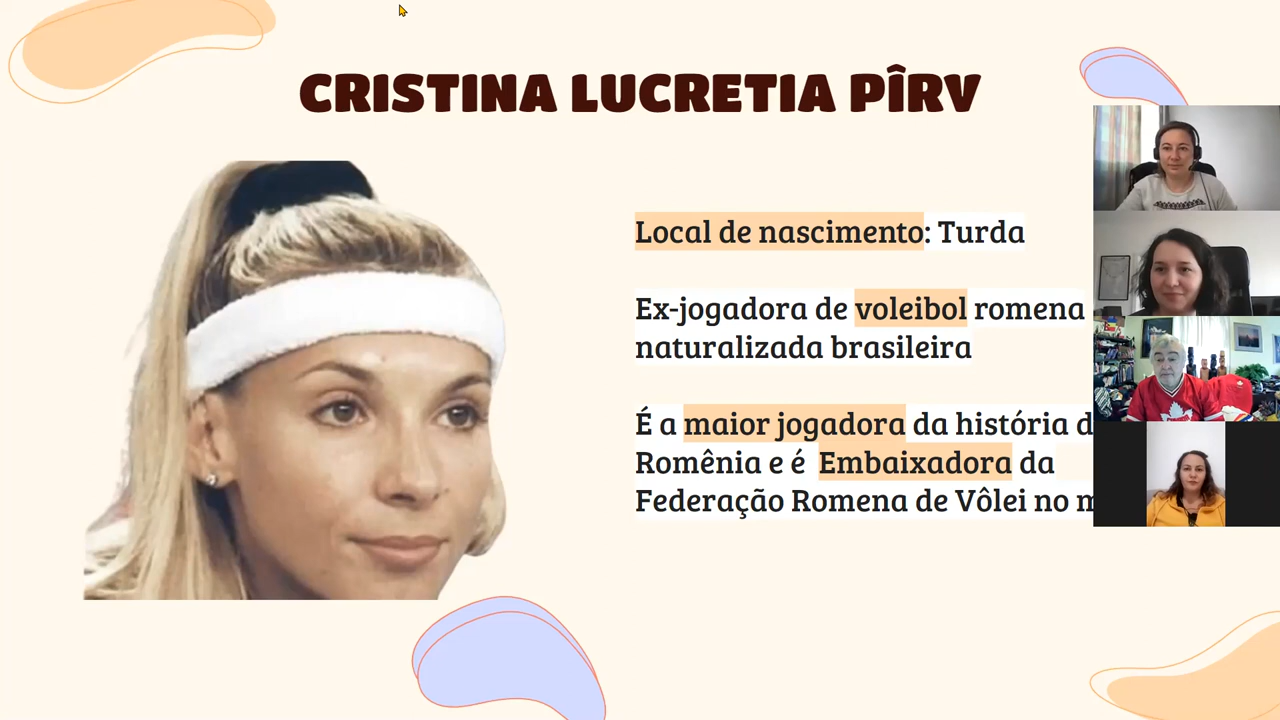 CRISTINA LUCRETIA PÎRV
Local de nascimento: Turda
Ex-jogadora de voleibol romena
naturalizada brasileira
É a maior jogadora da história
Romênia e é Embaixadora da
Federação Romena de Vôlei no